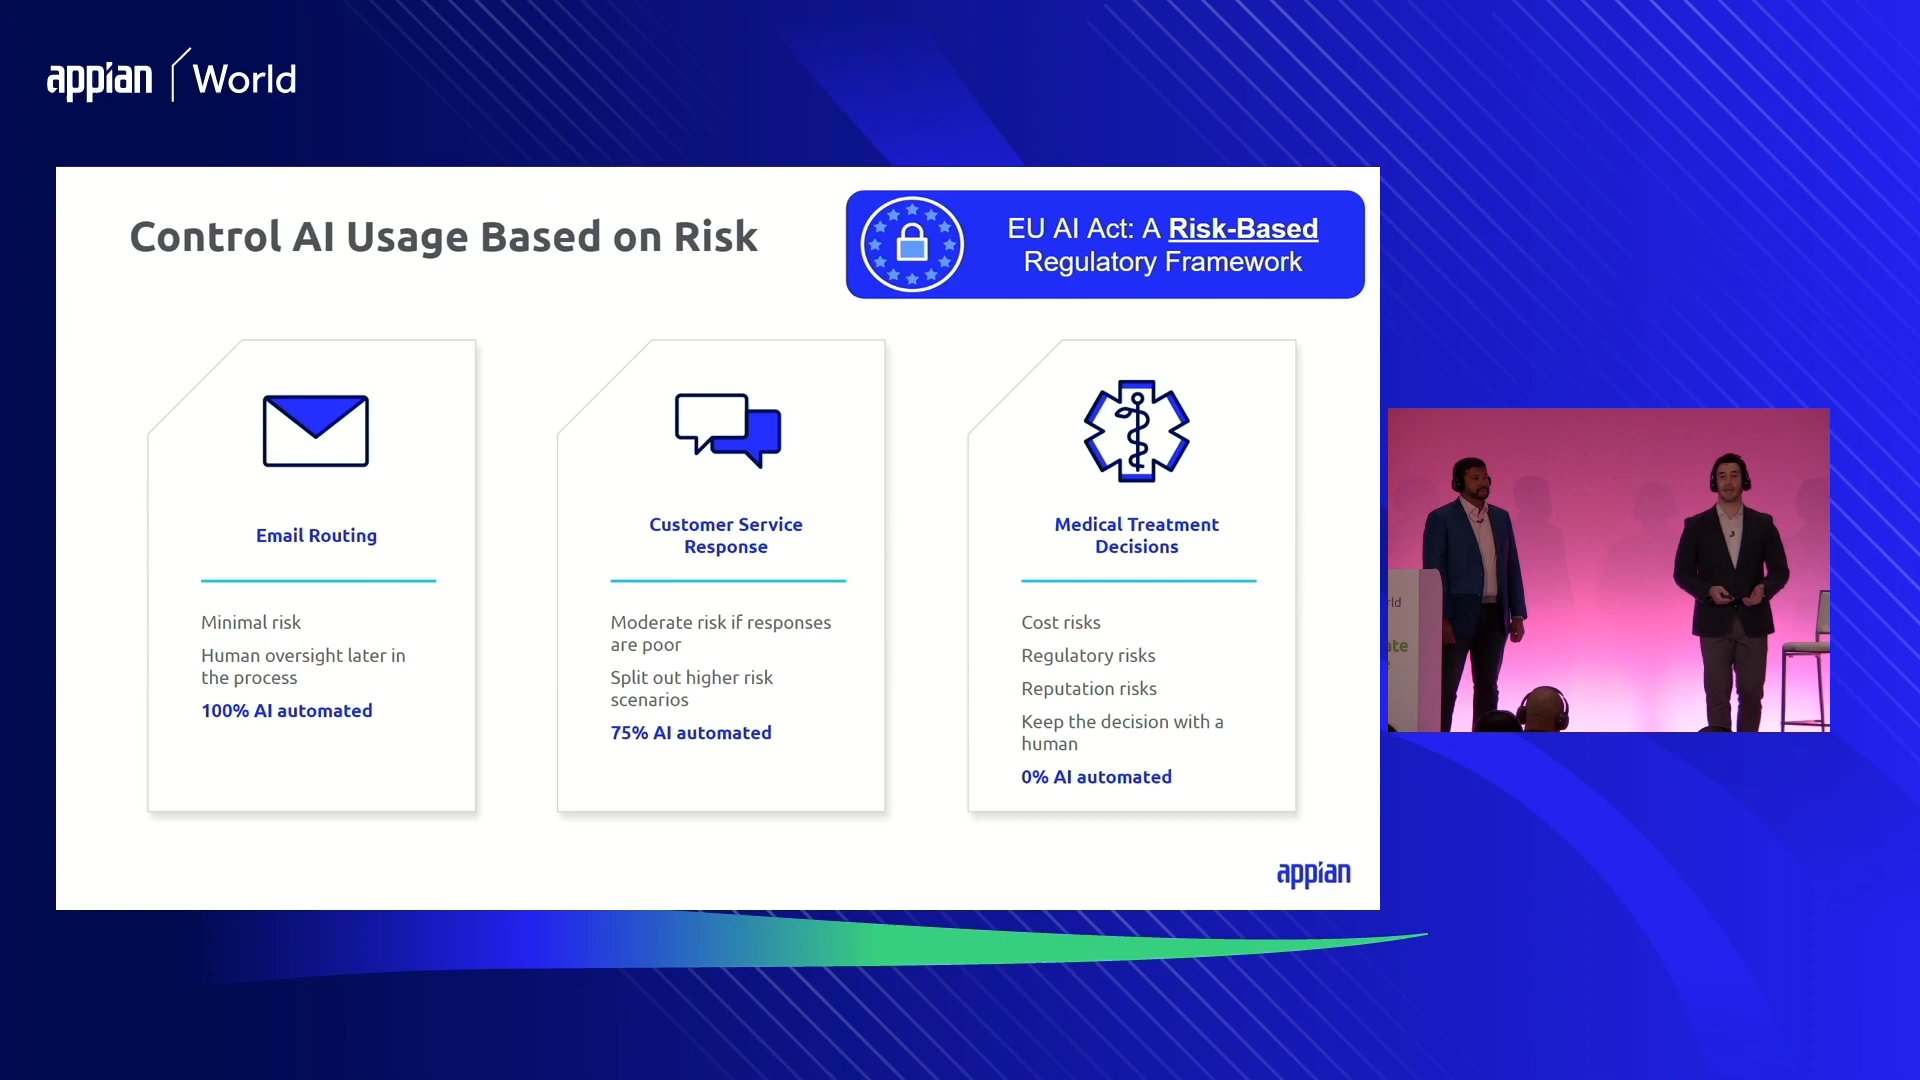 appian World
Control AI Usage Based on Risk
EU AI Act: A Risk-Based
Regulatory Framework
Email Routing
Minimal risk
Human oversight later in
the process
100% AI automated
Customer Service
Response
Moderate risk if responses
are poor
Split out higher risk
scenarios
75% AI automated
Medical Treatment
Decisions
Cost risks
Regulatory risks
Reputation risks
Keep the decision with a
human
0% AI automated
appian